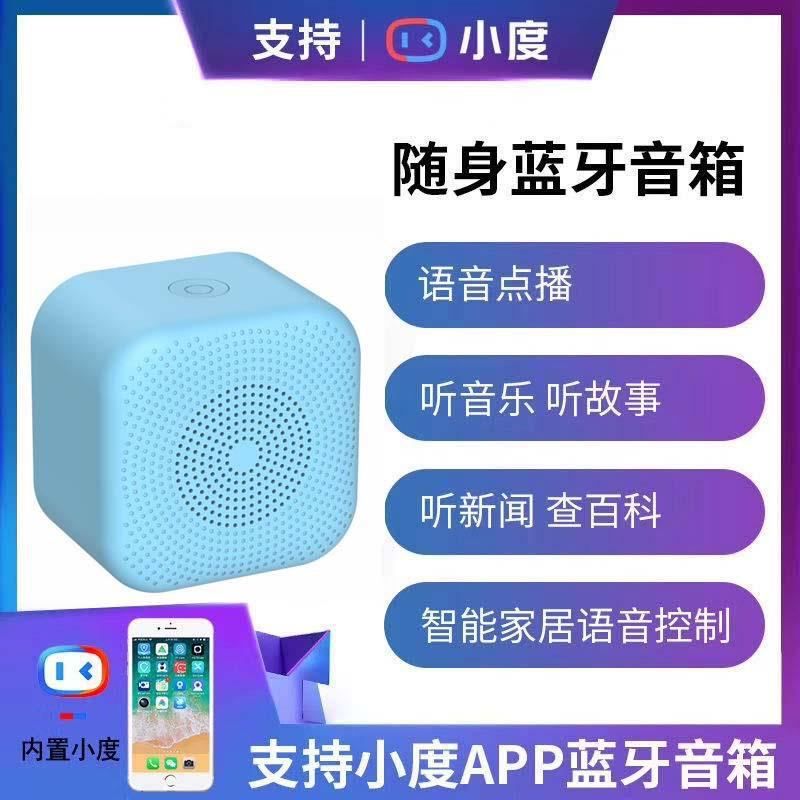 支持 | 小度
随身蓝牙音箱
语音点播
听音乐 听故事
听新闻 查百科
智能家居语音控制
内置小度
支持小度APP蓝牙音箱